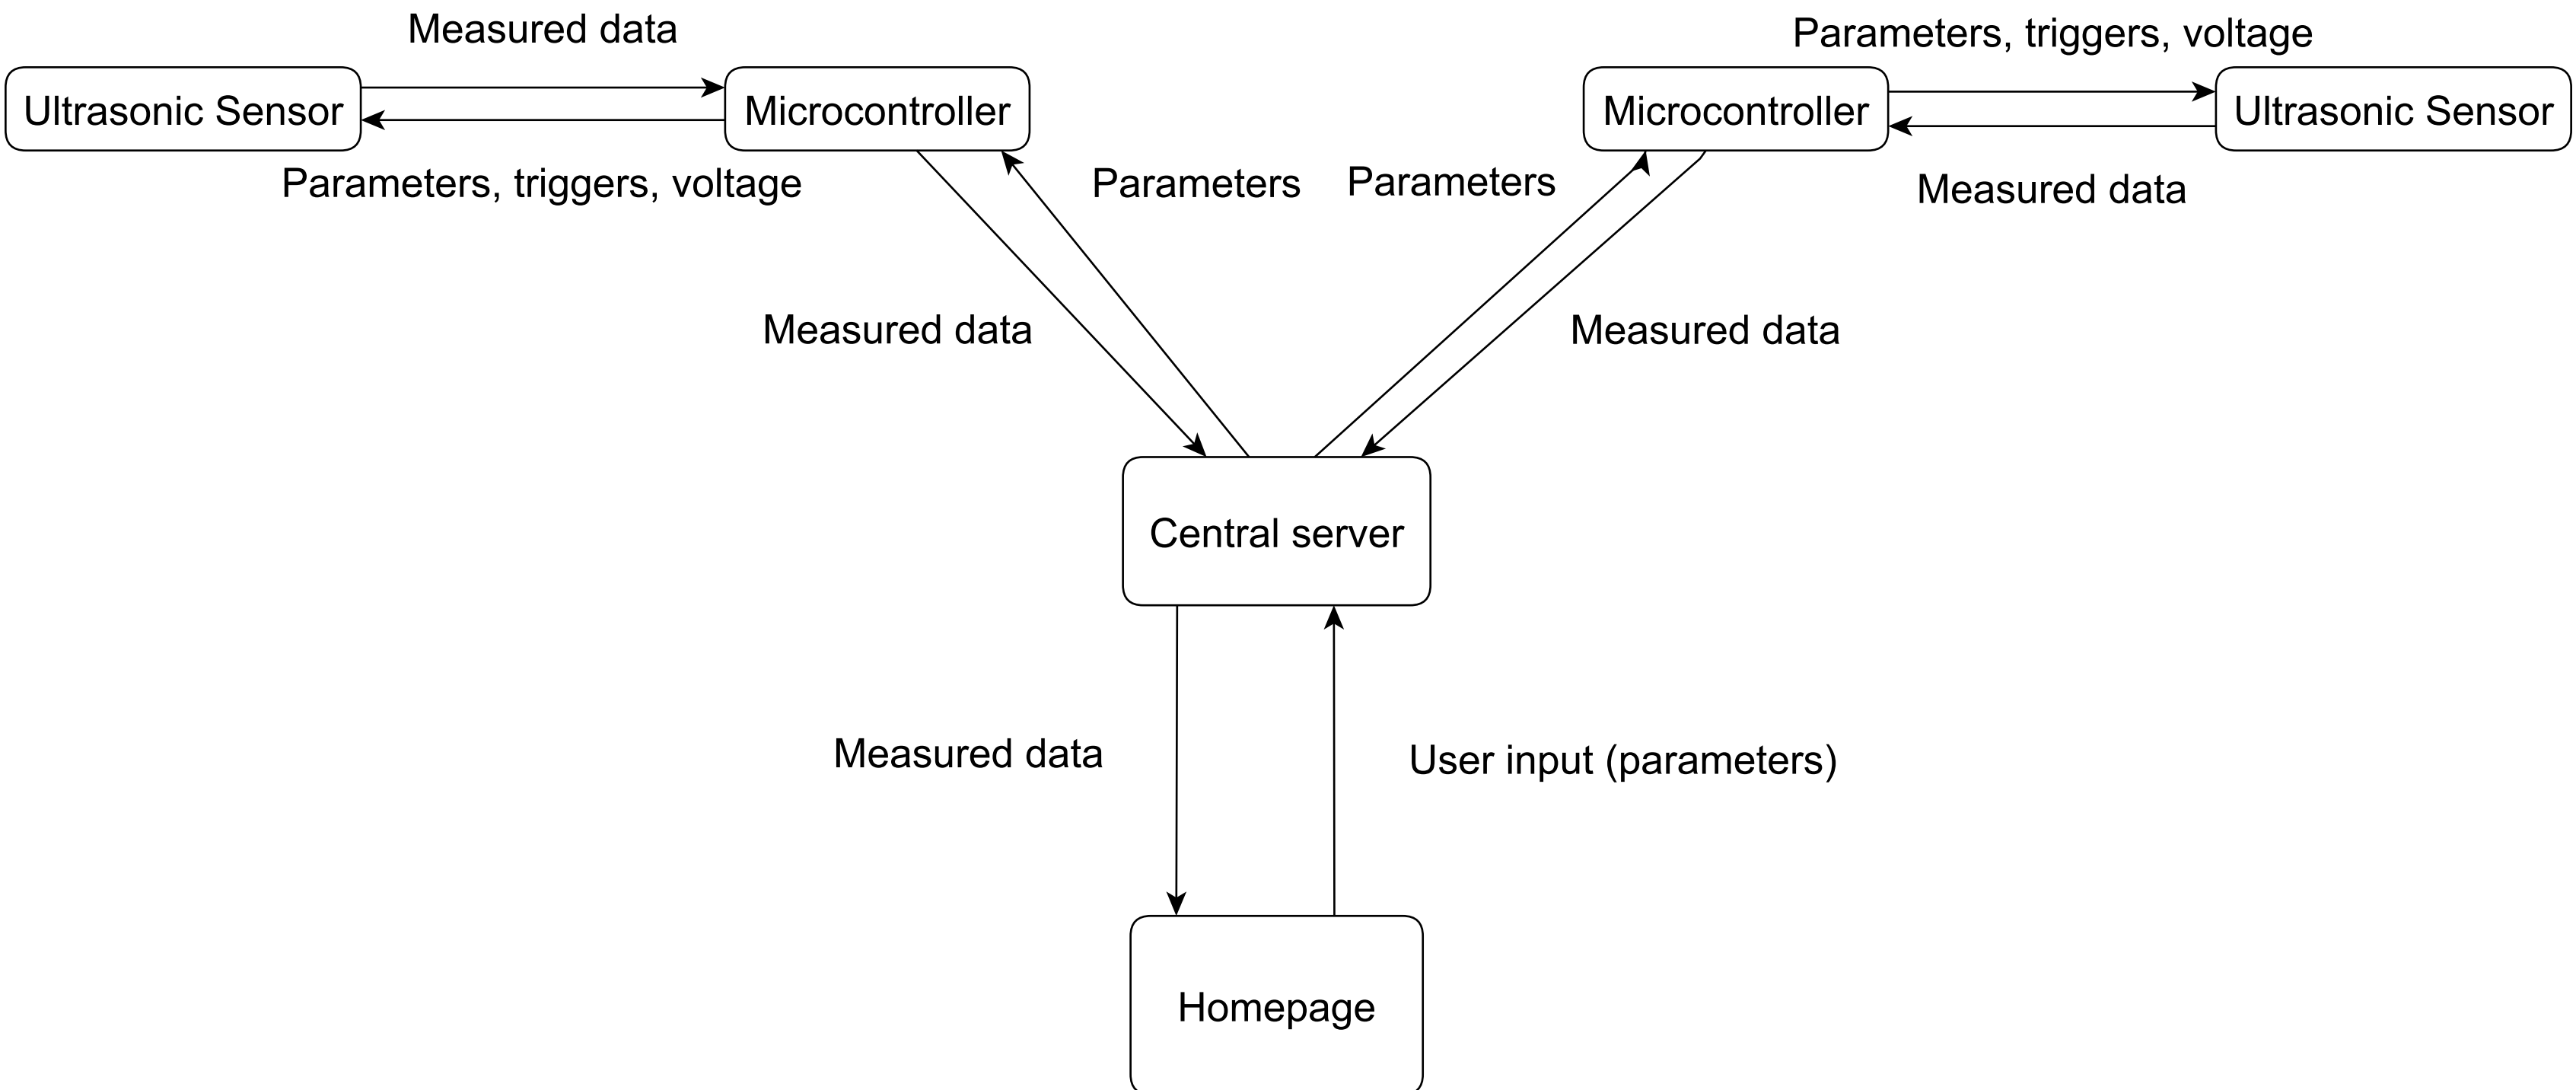 Measured data
Parameters, triggers, voltage
Ultrasonic Sensor
Microcontroller
Microcontroller
Ultrasonic Sensor
Parameters, triggers, voltage
Parameters
Parameters
Measured data
Measured data
Measured data
Central server
Measured data
User input (parameters)
Homepage